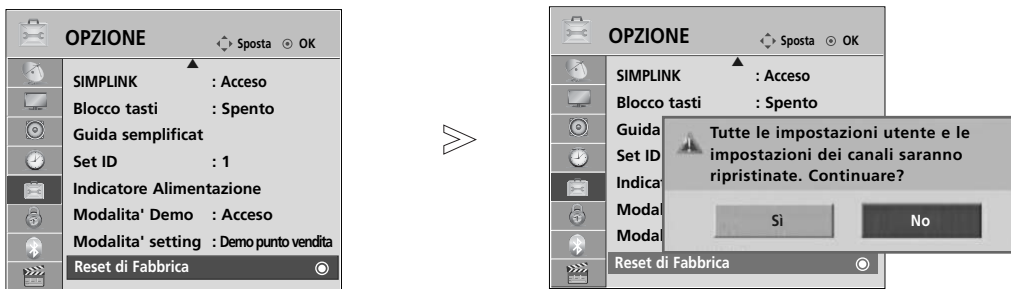 OPZIONE Sposta OK
SIMPLINK : Acceso
Blocco tasti : Spento
Guida semplificat
Set ID : 1
Indicatore Alimentazione
Modalita' Demo : Acceso
Modalita' setting : Demo punto vendita
Reset di Fabbrica
OPZIONE Sposta OK
SIMPLINK : Acceso
Blocco tasti : Spento
Guida
Set ID
Indicat
Modal
Modal
Reset di Fabbrica
Tutte le impostazioni utente e le
impostazioni dei canali saranno
ripristinate. Continuare?
Sì No